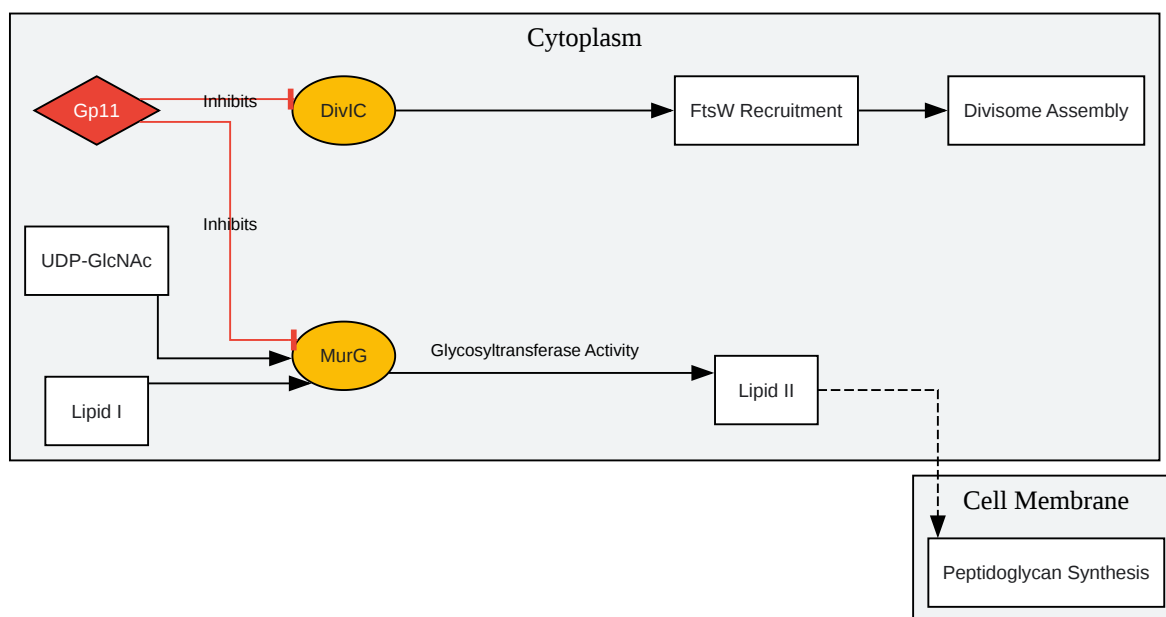 Cytoplasm
Gp11
Inhibits
DivIC
FtsW Recruitment
Divisome Assembly
Inhibits
UDP-GlcNAc
MurG
Glycosyltransferase Activity
Lipid I
Lipid II
Cell Membrane
Peptidoglycan Synthesis